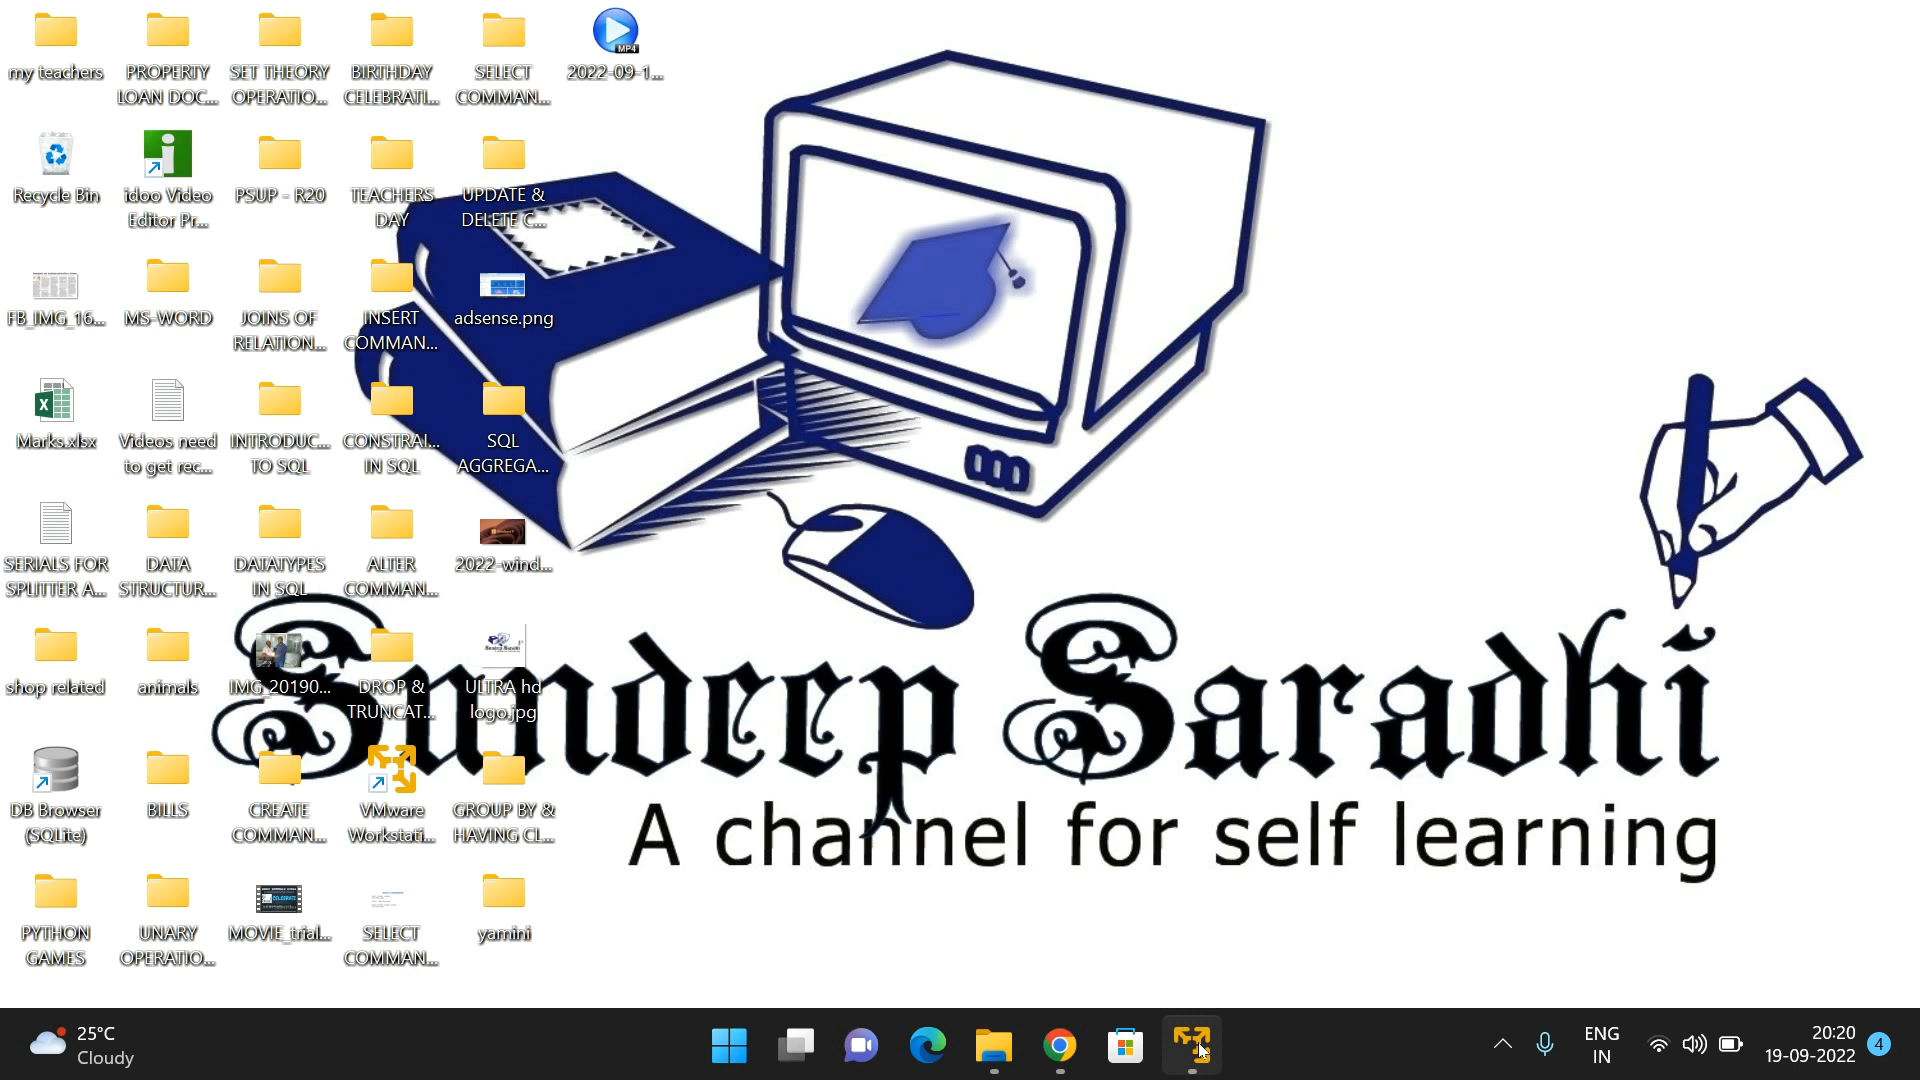 my teachers
PROPERTY
LOAN DOC...
SET THEORY
OPERATIO...
BIRTHDAY
CELEBRATI...
SELECT
COMMAN...
2022-09-1...
MP4
Recycle Bin
idoo Video
Editor Pr...
PSUP - R20
TEACHERS
DAY
UPDATE &
DELETE C...
FB_IMG_16...
MS-WORD
JOINS OF
RELATION...
INSERT
COMMAN...
adsense.png
Marks.xlsx
Videos need
to get rec...
INTRODUC...
TO SQL
CONSTRAI...
IN SQL
SQL
AGGREGA...
SERIALS FOR
SPLITTER A...
DATA
STRUCTUR...
DATATYPES
IN SQL
ALTER
COMMAN...
2022-wind...
shop related
animals
IMG_20190...
DROP &
TRUNCAT...
ULTRA hd
logo.jpg
DB Browser
(SQLite)
BILLS
CREATE
COMMAN...
VMware
Workstati...
GROUP BY &
HAVING CL...
PYTHON
GAMES
UNARY
OPERATIO...
MOVIE_trial...
SELECT
COMMAN...
yamini
Sundeep Saradhi
A channel for self learning
25°C
Cloudy
ENG
IN
20:20
19-09-2022
4